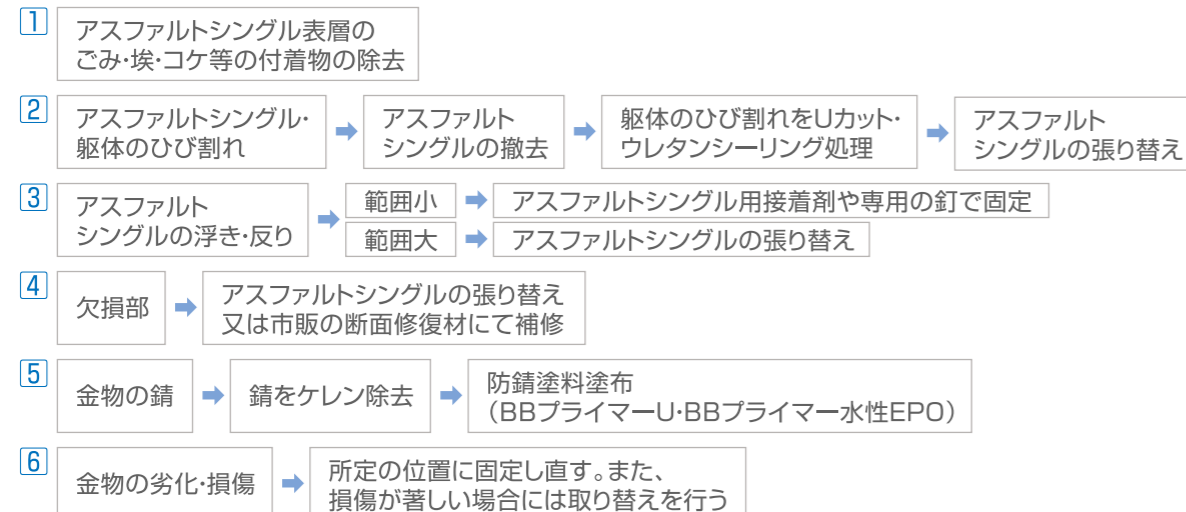 1
アスファルトシングル表層の
ごみ・埃・コケ等の付着物の除去
2
アスファルトシングル・
躯体のひび割れ
アスファルト
シングルの撤去
躯体のひび割れをUカット・
ウレタンシーリング処理
アスファルト
シングルの張り替え
3
アスファルト
シングルの浮き・反り
範囲小
アスファルトシングル用接着剤や専用の釘で固定
範囲大
アスファルトシングルの張り替え
4
欠損部
アスファルトシングルの張り替え
又は市販の断面修復材にて補修
5
金物の錆
錆をケレン除去
防錆塗料塗布
（BBプライマーU・BBプライマー水性EPO）
6
金物の劣化・損傷
所定の位置に固定し直す。また、
損傷が著しい場合には取り替えを行う